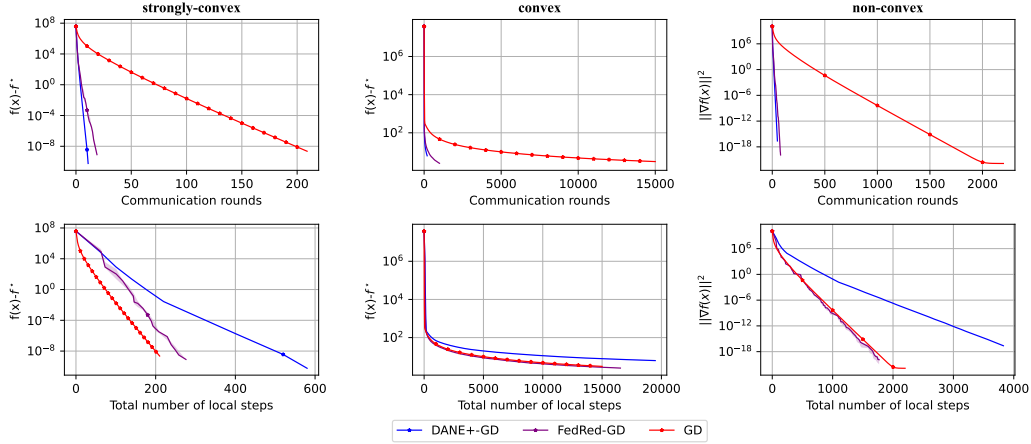 strongly-convex
convex
non-convex
f(x)-f*
10^8
10^4
10^0
10^-4
10^-8
0 50 100 150 200
Communication rounds
f(x)-f*
10^6
10^2
0 5000 10000 15000
Communication rounds
||∇f(x)||^2
10^6
10^0
10^-6
10^-12
10^-18
0 500 1000 1500 2000
Communication rounds
f(x)-f*
10^8
10^4
10^0
10^-4
10^-8
0 200 400 600
Total number of local steps
f(x)-f*
10^6
10^2
0 5000 10000 15000 20000
Total number of local steps
||∇f(x)||^2
10^6
10^0
10^-6
10^-12
10^-18
0 1000 2000 3000 4000
Total number of local steps
DANE+-GD FedRed-GD GD